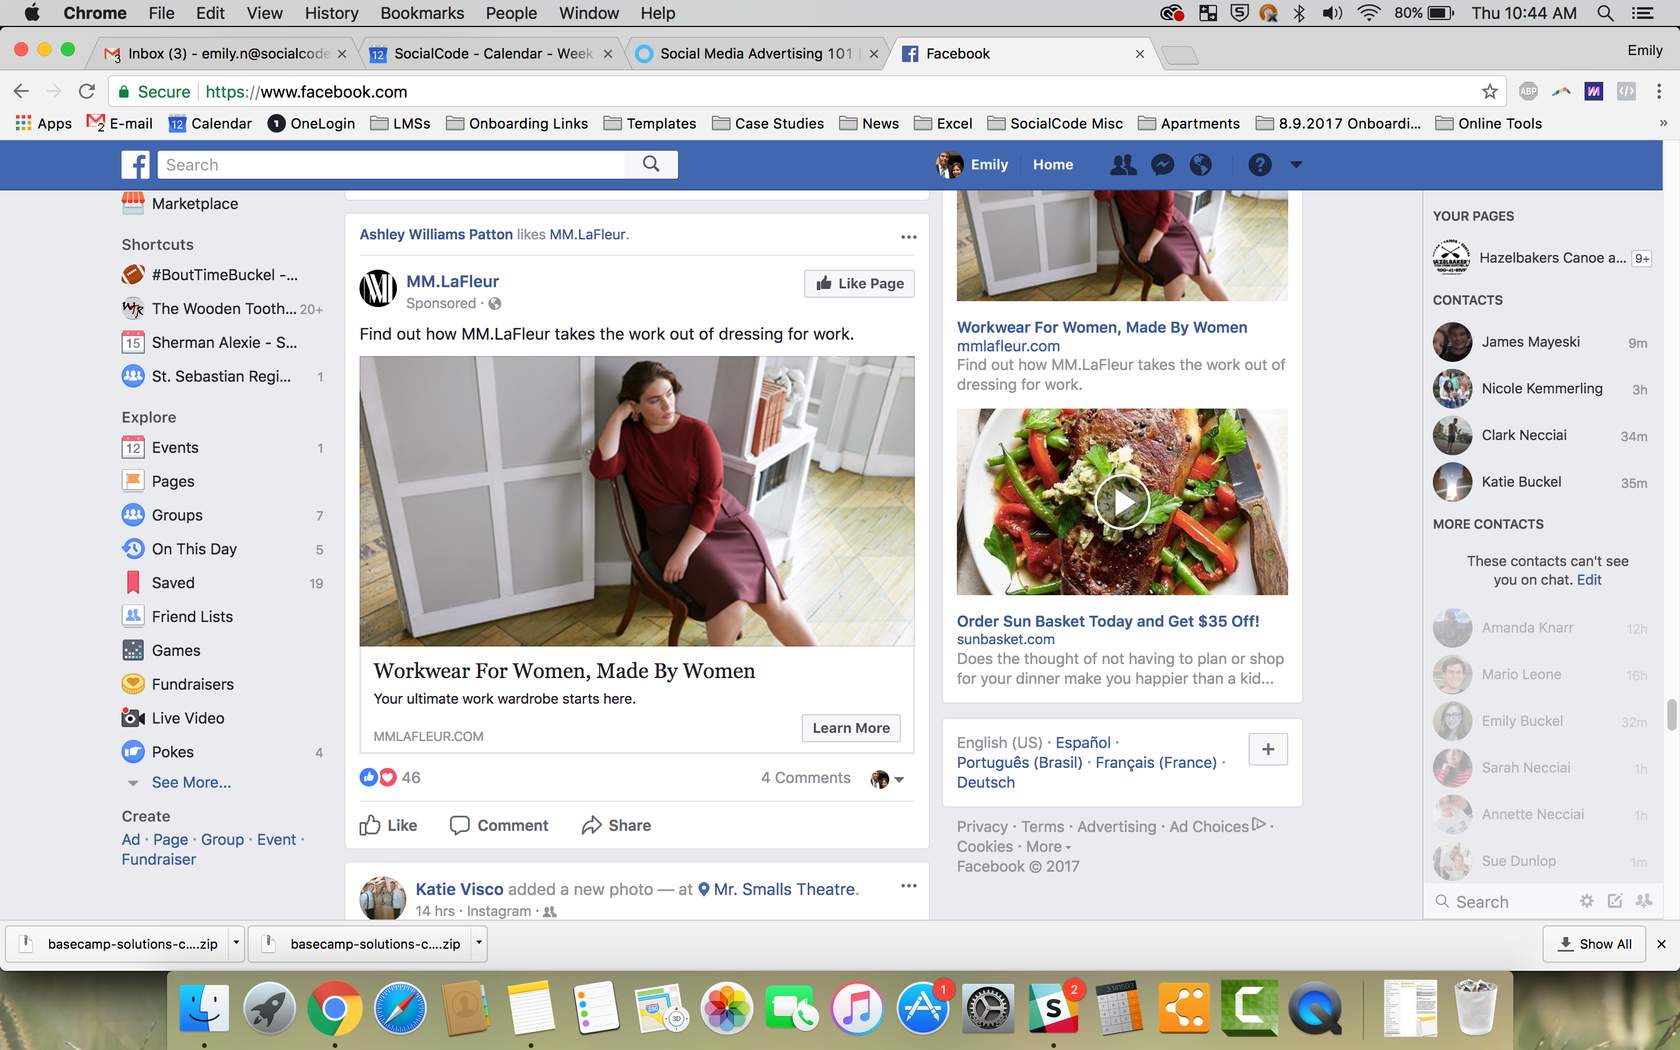 Chrome File Edit View History Bookmarks People Window Help 80% Thu 10:44 AM
Inbox (3) - emily.n@socialcode
12 SocialCode - Calendar - Week
Social Media Advertising 101
Facebook
Emily
Secure https://www.facebook.com
ABP
Apps E-mail Calendar OneLogin LMSs Onboarding Links Templates Case Studies News Excel SocialCode Misc Apartments 8.9.2017 Onboardi... Online Tools »
Search
Emily Home
Marketplace
Shortcuts
#BoutTimeBuckel -...
The Wooden Tooth... 20+
15 Sherman Alexie - S...
St. Sebastian Regi... 1
Explore
12 Events 1
Pages
Groups 7
On This Day 5
Saved 19
Friend Lists
Games
Fundraisers
Live Video
Pokes 4
See More...
Create
Ad · Page · Group · Event ·
Fundraiser
Ashley Williams Patton likes MM.LaFleur.
MM.LaFleur
Sponsored ·
Like Page
Find out how MM.LaFleur takes the work out of dressing for work.
Workwear For Women, Made By Women
Your ultimate work wardrobe starts here.
MMLAFLEUR.COM
Learn More
46
4 Comments
Like Comment Share
Katie Visco added a new photo — at Mr. Smalls Theatre.
14 hrs · Instagram ·
Workwear For Women, Made By Women
mmlafleur.com
Find out how MM.LaFleur takes the work out of
dressing for work.
Order Sun Basket Today and Get $35 Off!
sunbasket.com
Does the thought of not having to plan or shop
for your dinner make you happier than a kid...
English (US) · Español ·
Português (Brasil) · Français (France) ·
Deutsch
Privacy · Terms · Advertising · Ad Choices ·
Cookies · More
Facebook © 2017
YOUR PAGES
Hazelbakers Canoe a... 9+
CONTACTS
James Mayeski 9m
Nicole Kemmerling 3h
Clark Necciai 34m
Katie Buckel 35m
MORE CONTACTS
These contacts can't see
you on chat. Edit
Amanda Knarr 12h
Mario Leone 16h
Emily Buckel 32m
Sarah Necciai 1h
Annette Necciai 1h
Sue Dunlop 1m
Search
basecamp-solutions-c....zip
basecamp-solutions-c....zip
Show All
1
2
3D